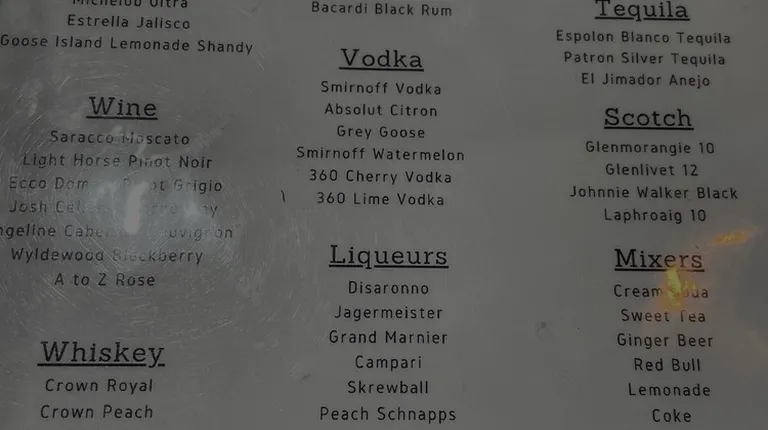 Michelob Ultra
Estrella Jalisco
Goose Island Lemonade Shandy
Wine
Saracco Moscato
Light Horse Pinot Noir
Ecco Pinot Grigio
Josh
Sauvignon
Wyldewood Blackberry
A to Z Rose
Whiskey
Crown Royal
Crown Peach
Bacardi Black Rum
Vodka
Smirnoff Vodka
Absolut Citron
Grey Goose
Smirnoff Watermelon
360 Cherry Vodka
360 Lime Vodka
Liqueurs
Disaronno
Jagermeister
Grand Marnier
Campari
Skrewball
Peach Schnapps
Tequila
Espolon Blanco Tequila
Patron Silver Tequila
El Jimador Anejo
Scotch
Glenmorangie 10
Glenlivet 12
Johnnie Walker Black
Laphroaig 10
Mixers
Cream Soda
Sweet Tea
Ginger Beer
Red Bull
Lemonade
Coke